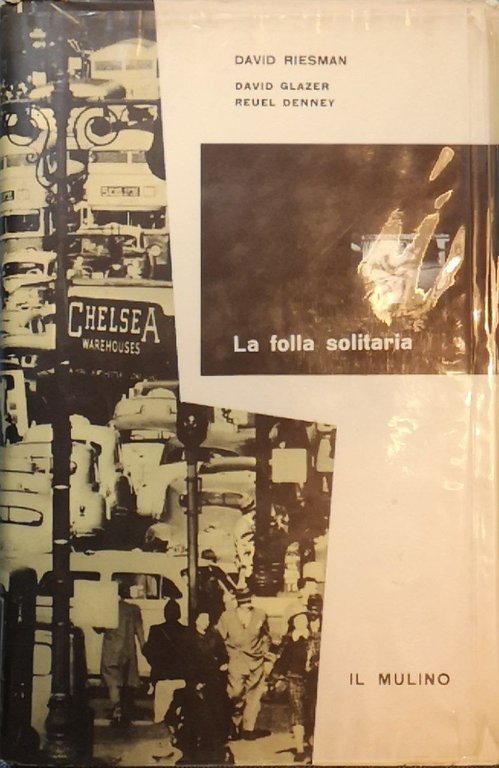 DAVID RIESMAN
DAVID GLAZER
REUEL DENNEY
CHELSEA
WAREHOUSES
La folla solitaria
IL MULINO